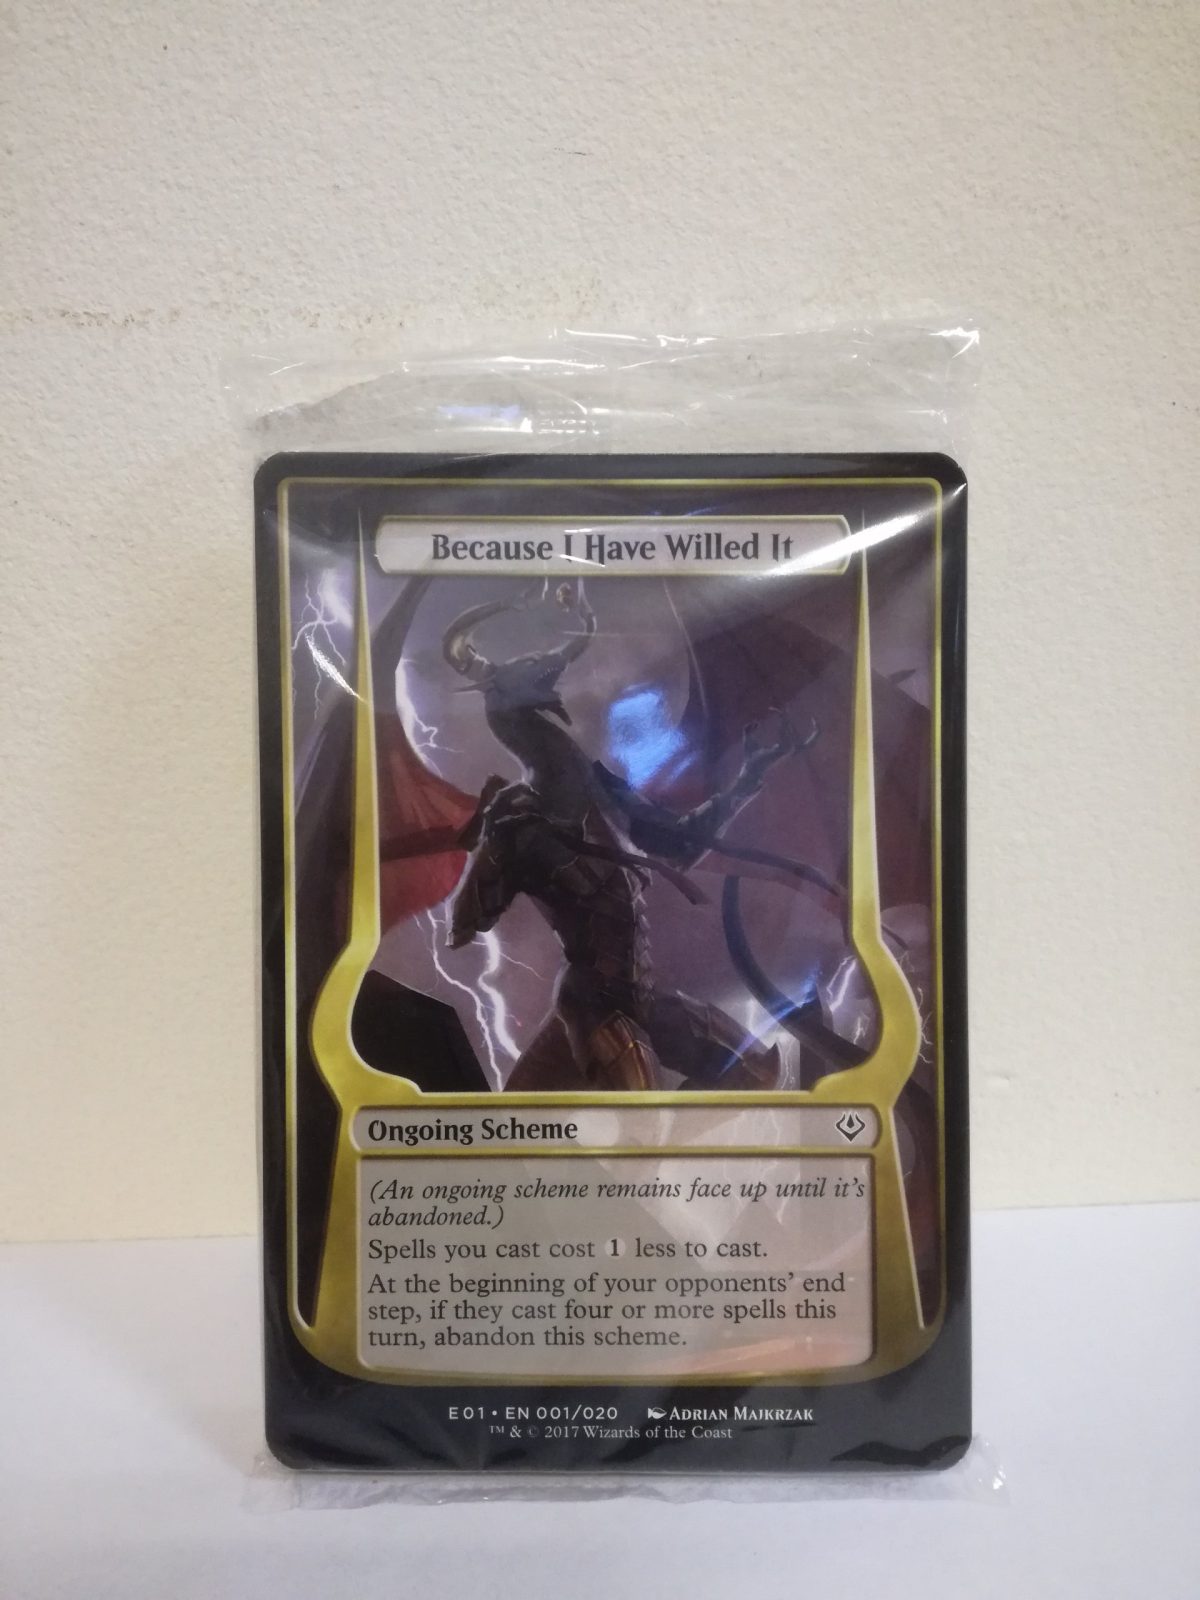 Because I Have Willed It
Ongoing Scheme
(An ongoing scheme remains face up until it's
abandoned.)
Spells you cast cost 1 less to cast.
At the beginning of your opponents' end
step, if they cast four or more spells this
turn, abandon this scheme.
E01 • EN 001/020 ADRIAN MAJKRZAK
™ & © 2017 Wizards of the Coast